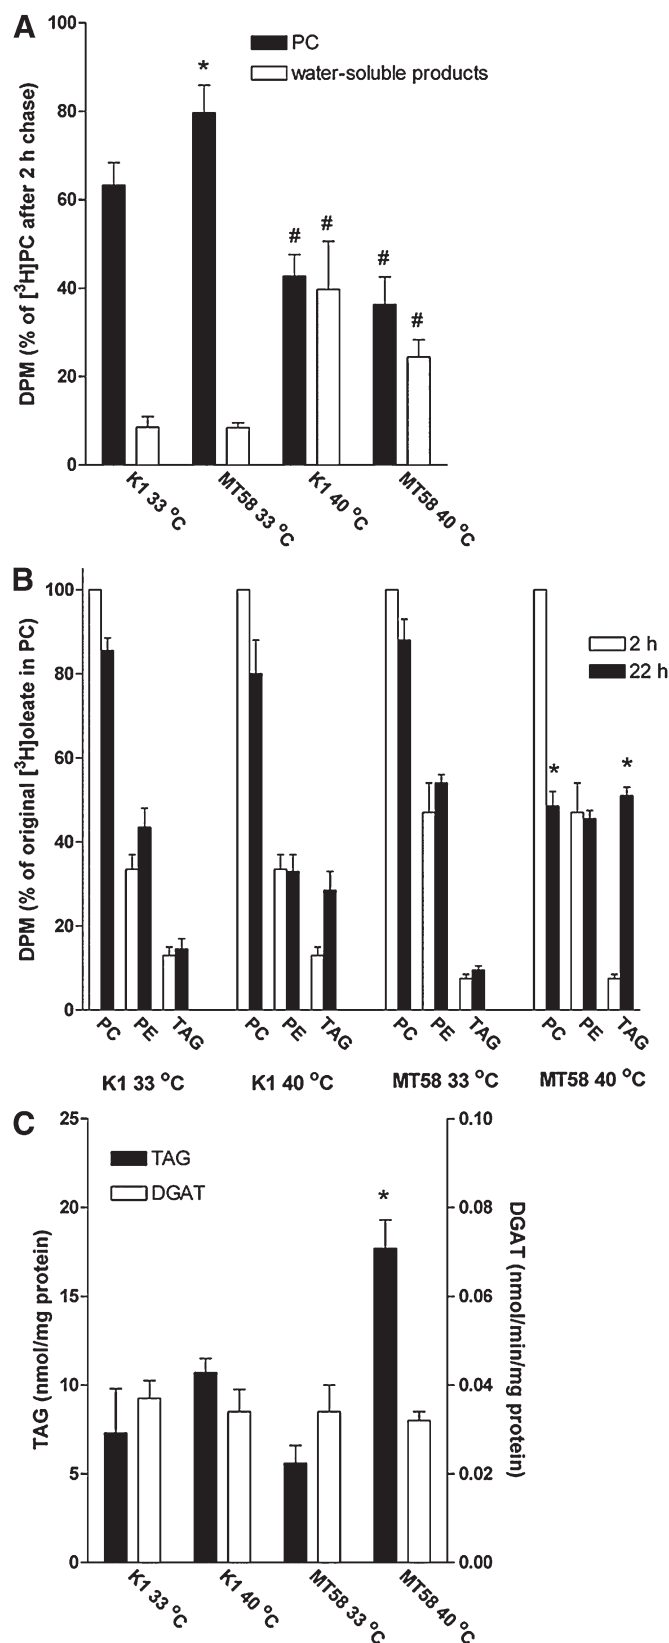 A
100
80
60
40
20
0
DPM (% of [³H]PC after 2 h chase)
PC
water-soluble products
*
# #
#
#
K1 33 °C
MT58 33 °C
K1 40 °C
MT58 40 °C
B
100
80
60
40
20
0
DPM (% of original [³H]oleate in PC)
2 h
22 h
* *
PC PE TAG PC PE TAG PC PE TAG PC PE TAG
K1 33 °C K1 40 °C MT58 33 °C MT58 40 °C
C
25
20
15
10
5
0
TAG (nmol/mg protein)
TAG
DGAT
*
0.10
0.08
0.06
0.04
0.02
0.00
DGAT (nmol/min/mg protein)
K1 33 °C
K1 40 °C
MT58 33 °C
MT58 40 °C